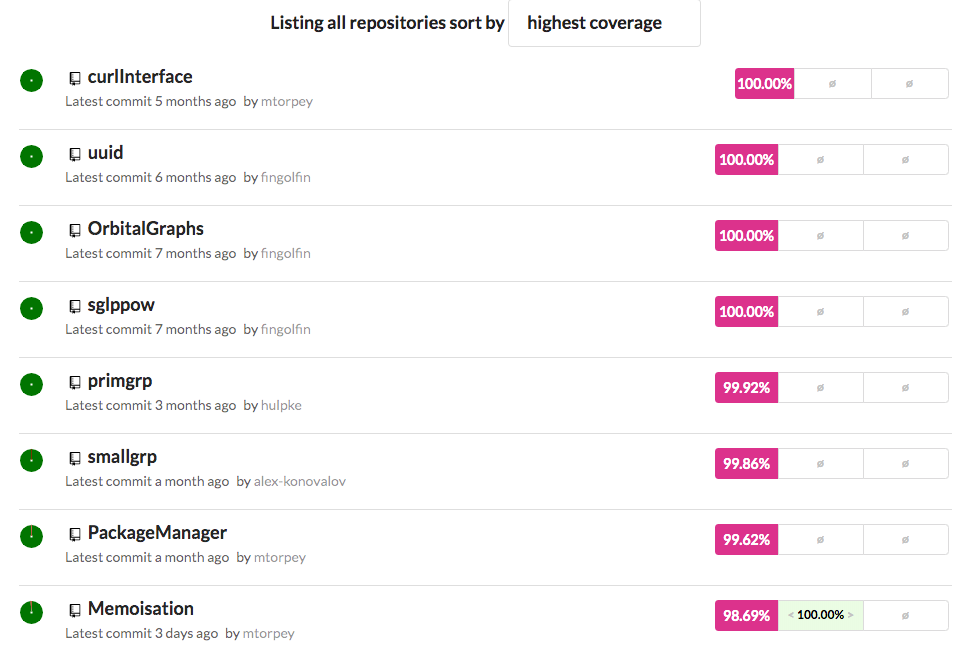 Listing all repositories sort by highest coverage
curlInterface
Latest commit 5 months ago by mtorpey
100.00% ø ø
uuid
Latest commit 6 months ago by fingolfin
100.00% ø ø
OrbitalGraphs
Latest commit 7 months ago by fingolfin
100.00% ø ø
sglppow
Latest commit 7 months ago by fingolfin
100.00% ø ø
primgrp
Latest commit 3 months ago by hulpke
99.92% ø ø
smallgrp
Latest commit a month ago by alex-konovalov
99.86% ø ø
PackageManager
Latest commit a month ago by mtorpey
99.62% ø ø
Memoisation
Latest commit 3 days ago by mtorpey
98.69% < 100.00% > ø